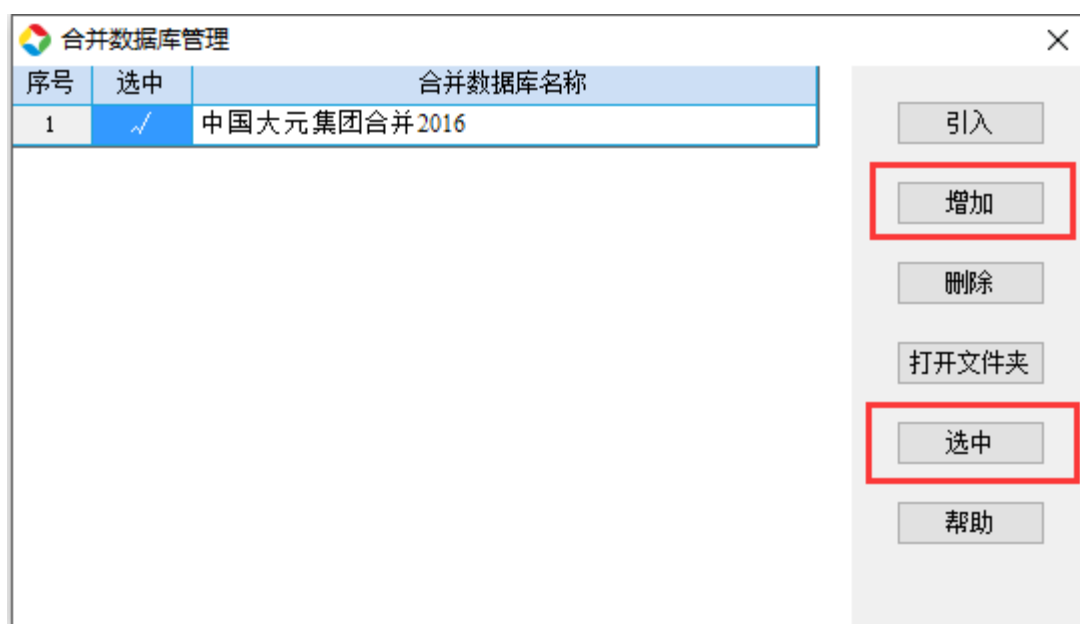 合并数据库管理
序号 选中 合并数据库名称
1 √ 中国大元集团合并2016
引入
增加
删除
打开文件夹
选中
帮助